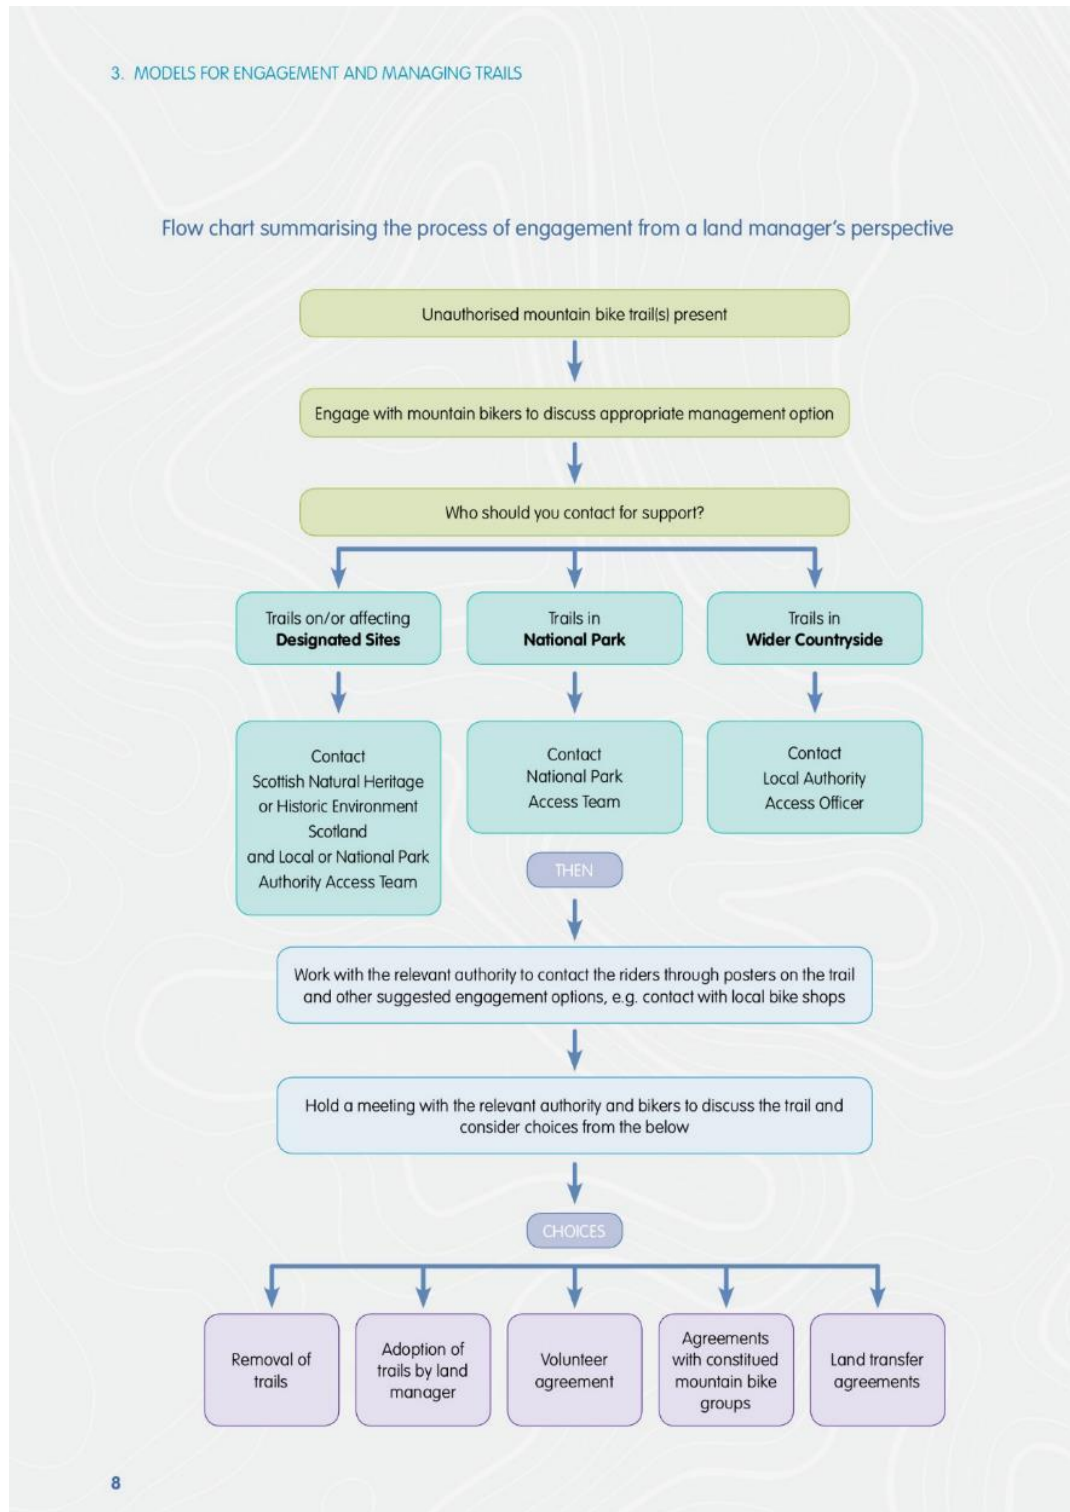 3. MODELS FOR ENGAGEMENT AND MANAGING TRAILS
Flow chart summarising the process of engagement from a land manager's perspective
Unauthorised mountain bike trail(s) present
Engage with mountain bikers to discuss appropriate management option
Who should you contact for support?
Trails on/or affecting
Designated Sites
Trails in
National Park
Trails in
Wider Countryside
Contact
Scottish Natural Heritage
or Historic Environment
Scotland
and Local or National Park
Authority Access Team
Contact
National Park
Access Team
Contact
Local Authority
Access Officer
THEN
Work with the relevant authority to contact the riders through posters on the trail
and other suggested engagement options, e.g. contact with local bike shops
Hold a meeting with the relevant authority and bikers to discuss the trail and
consider choices from the below
CHOICES
Removal of
trails
Adoption of
trails by land
manager
Volunteer
agreement
Agreements
with constitued
mountain bike
groups
Land transfer
agreements
8